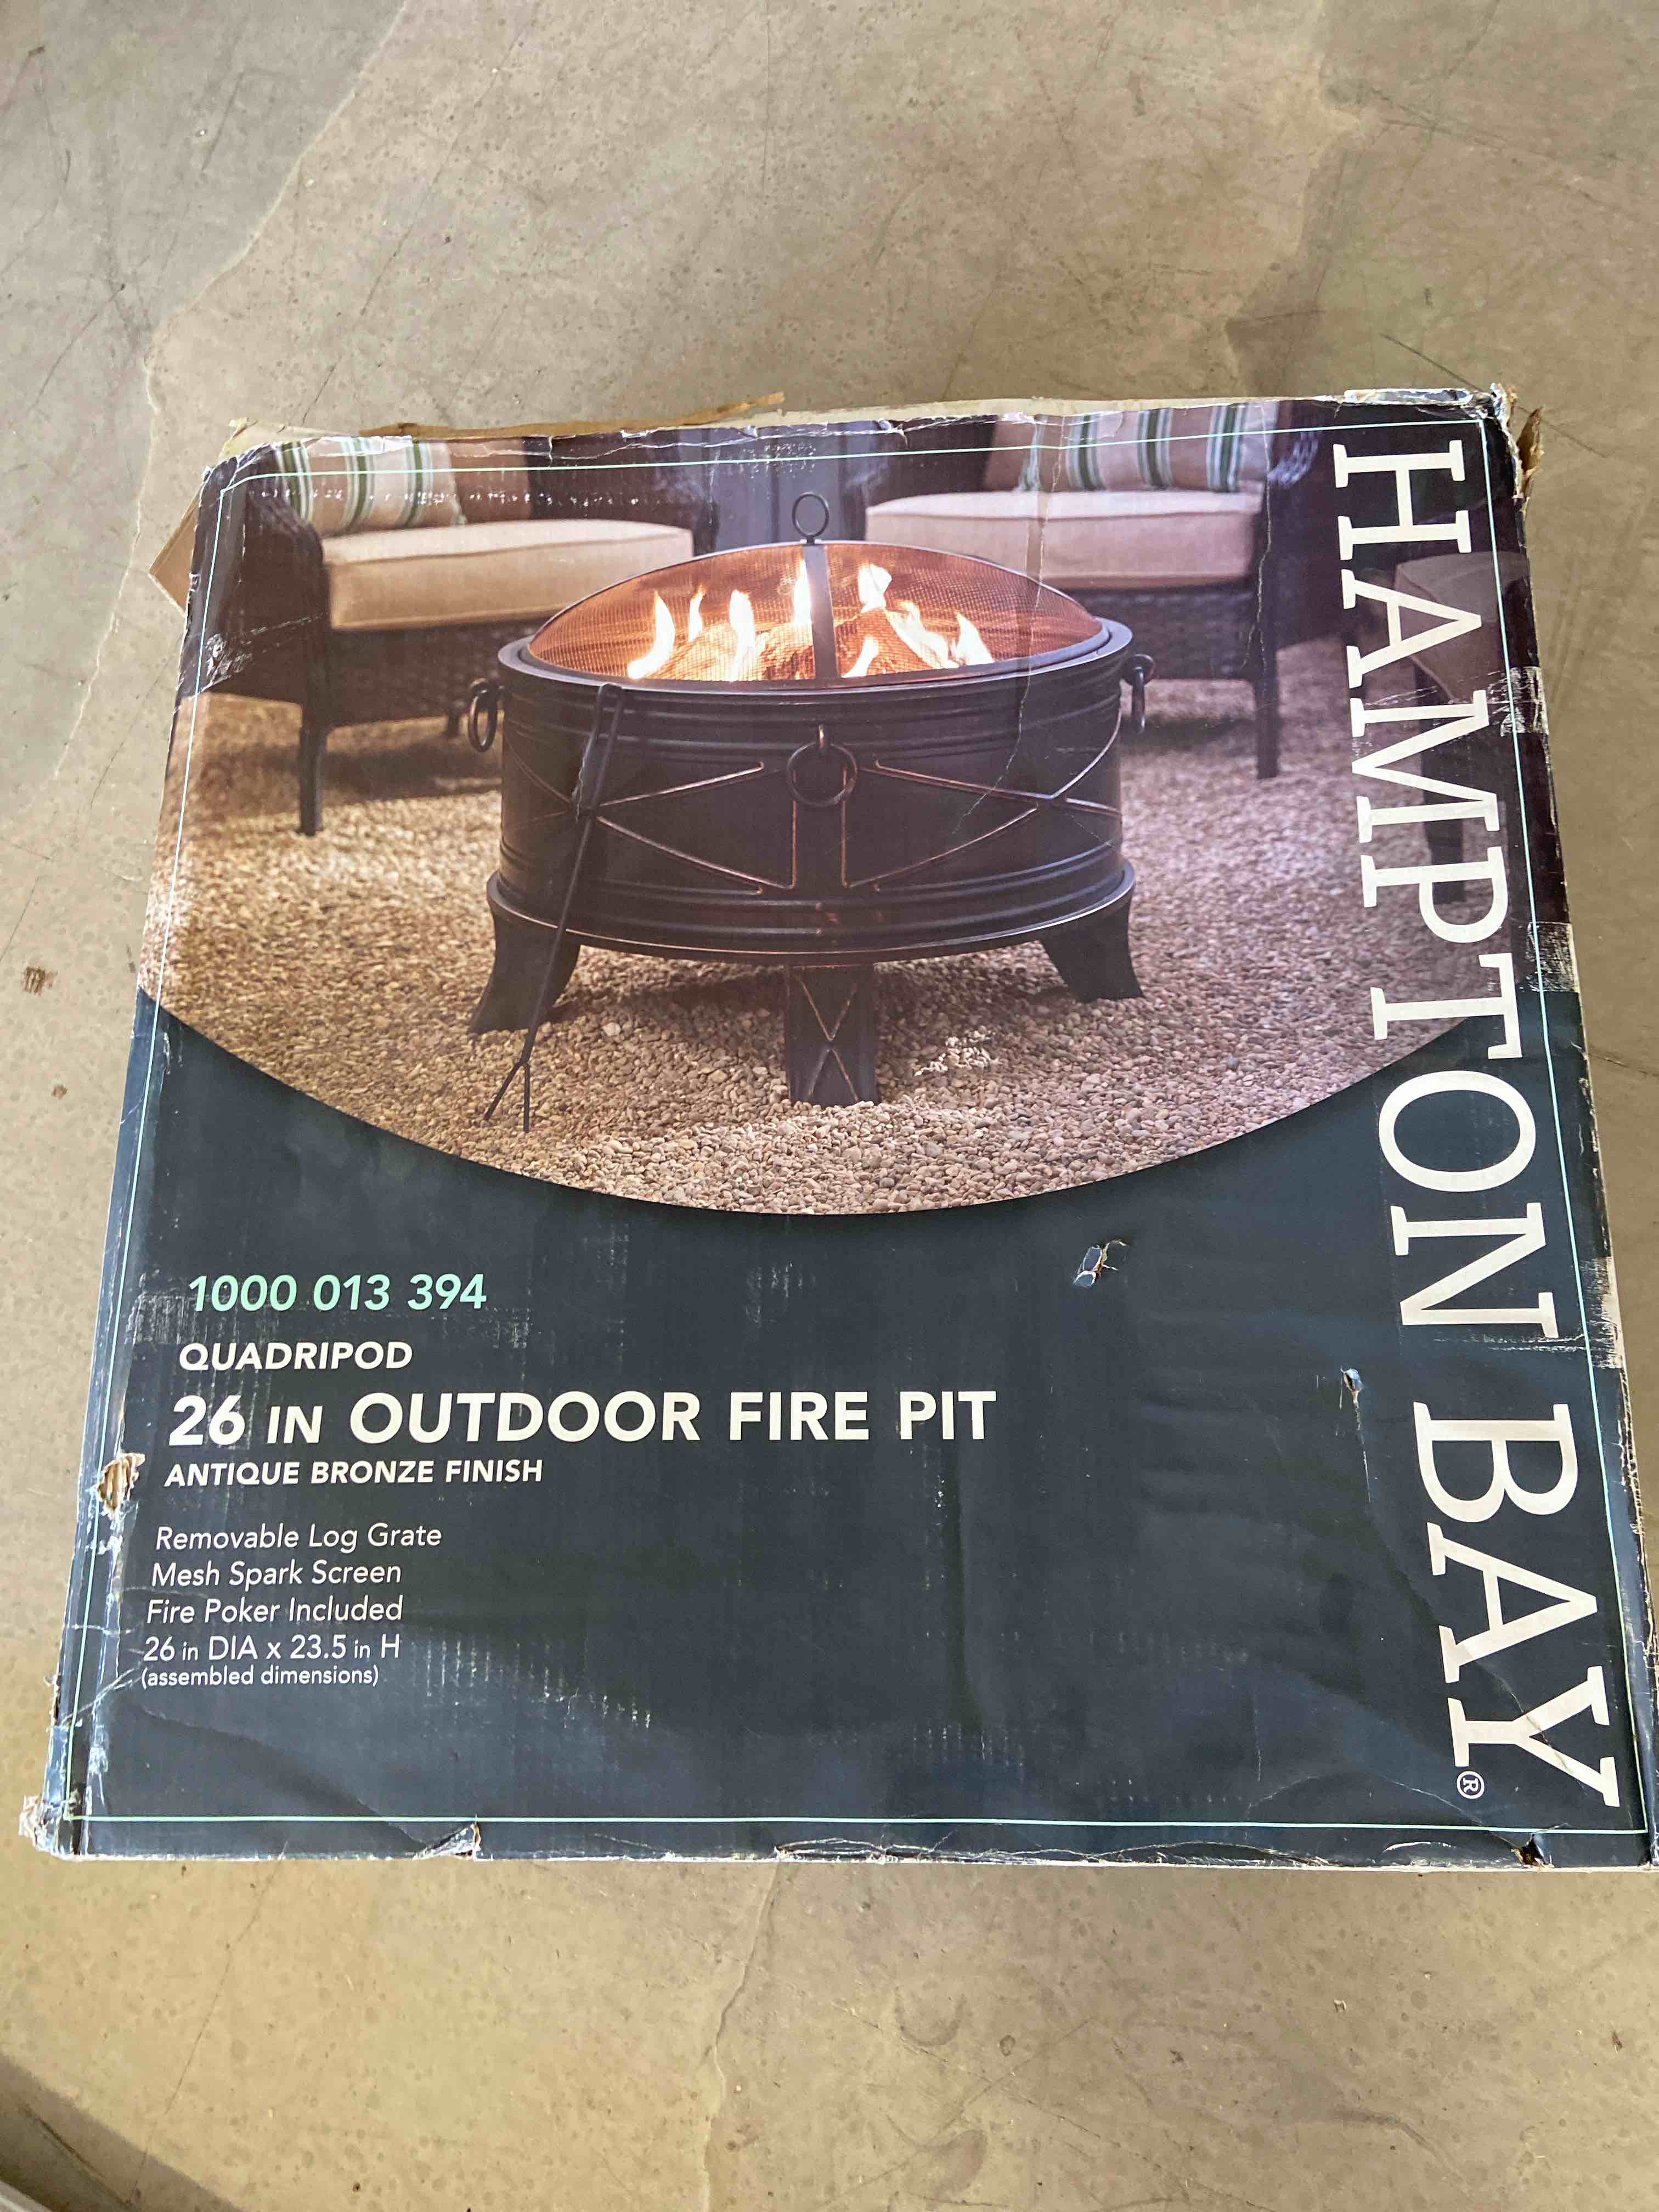 HAMPTON BAY®
1000 013 394
QUADRIPOD
26 IN OUTDOOR FIRE PIT
ANTIQUE BRONZE FINISH
Removable Log Grate
Mesh Spark Screen
Fire Poker Included
26 in DIA x 23.5 in H
(assembled dimensions)